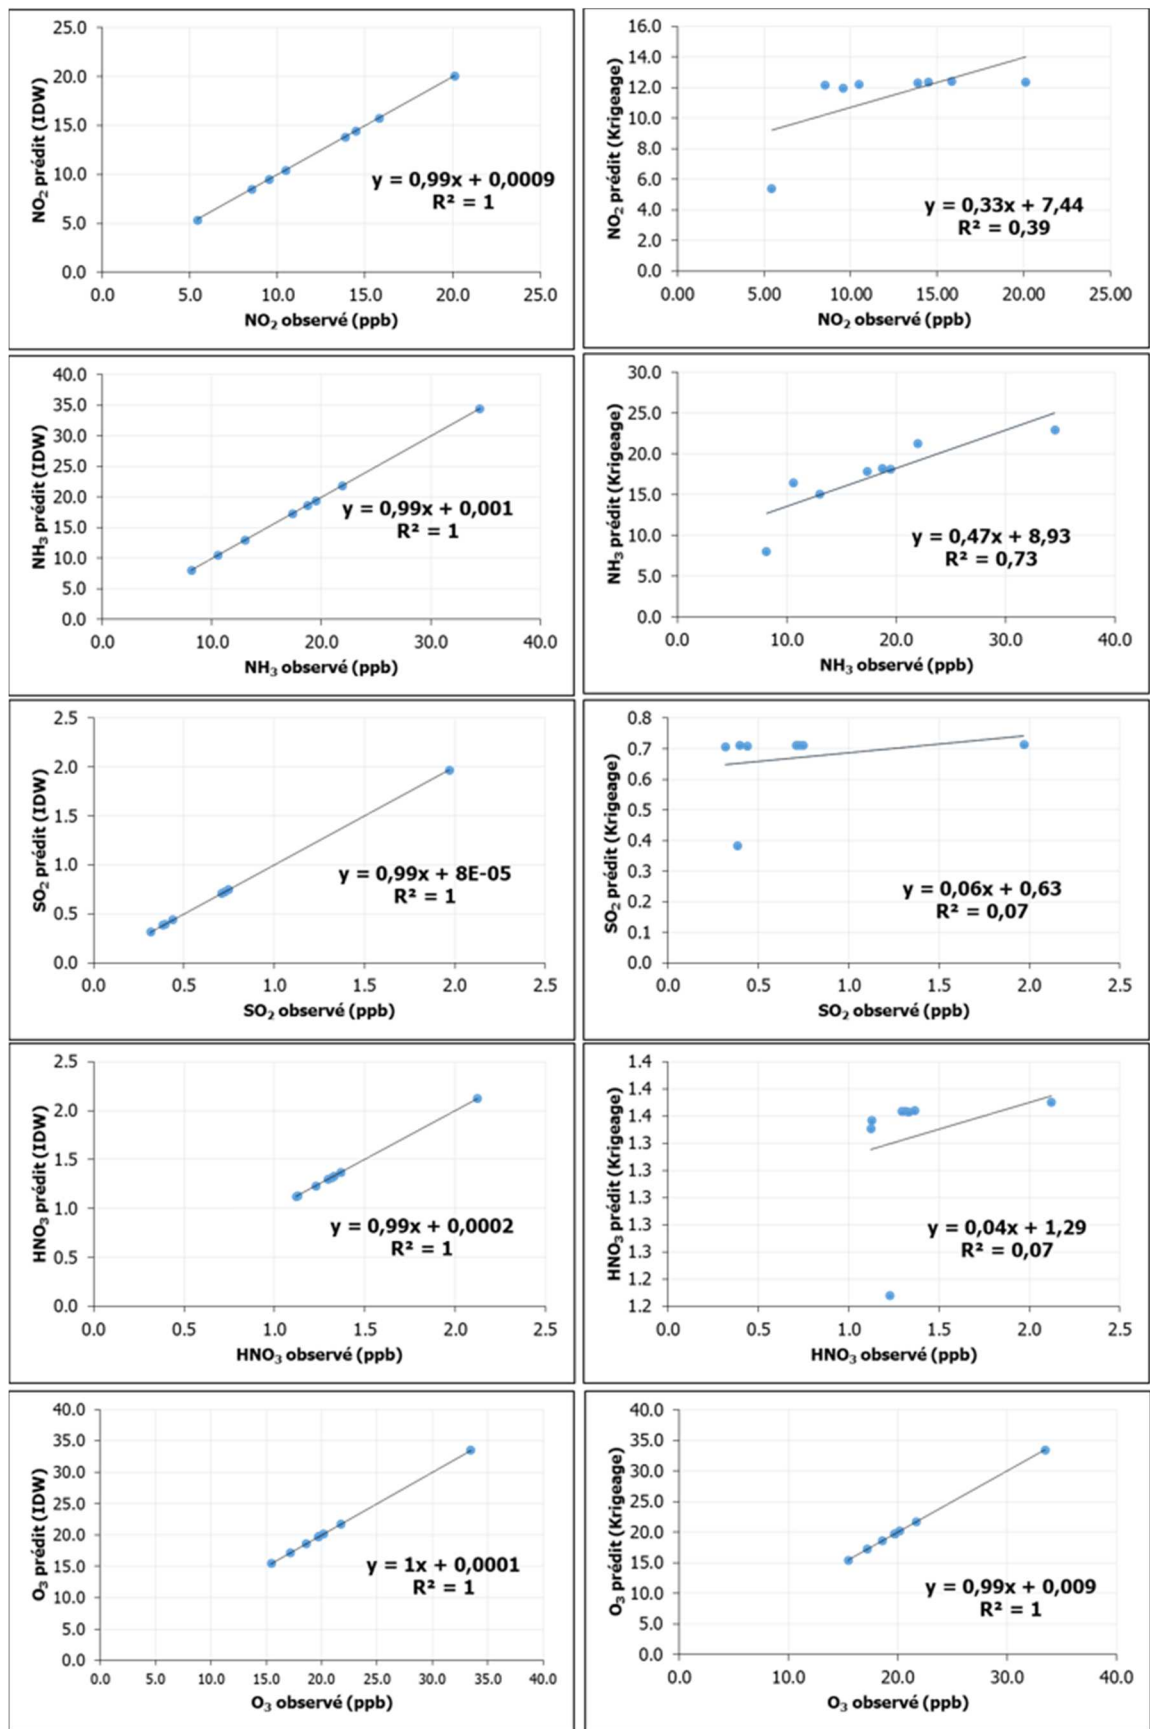 NO₂ prédit (IDW)
25.0
20.0
15.0
10.0
5.0
0.0
y = 0,99x + 0,0009
R² = 1
0.0 5.0 10.0 15.0 20.0 25.0
NO₂ observé (ppb)
NO₂ prédit (Krigeage)
16.0
14.0
12.0
10.0
8.0
6.0
4.0
2.0
0.0
y = 0,33x + 7,44
R² = 0,39
0.00 5.00 10.00 15.00 20.00 25.00
NO₂ observé (ppb)
NH₃ prédit (IDW)
40.0
35.0
30.0
25.0
20.0
15.0
10.0
5.0
0.0
y = 0,99x + 0,001
R² = 1
0.0 10.0 20.0 30.0 40.0
NH₃ observé (ppb)
NH₃ prédit (Krigeage)
30.0
25.0
20.0
15.0
10.0
5.0
0.0
y = 0,47x + 8,93
R² = 0,73
0.0 10.0 20.0 30.0 40.0
NH₃ observé (ppb)
SO₂ prédit (IDW)
2.5
2.0
1.5
1.0
0.5
0.0
y = 0,99x + 8E-05
R² = 1
0.0 0.5 1.0 1.5 2.0 2.5
SO₂ observé (ppb)
SO₂ prédit (Krigeage)
0.8
0.7
0.6
0.5
0.4
0.3
0.2
0.1
0.0
y = 0,06x + 0,63
R² = 0,07
0.0 0.5 1.0 1.5 2.0 2.5
SO₂ observé (ppb)
HNO₃ prédit (IDW)
2.5
2.0
1.5
1.0
0.5
0.0
y = 0,99x + 0,0002
R² = 1
0.0 0.5 1.0 1.5 2.0 2.5
HNO₃ observé (ppb)
HNO₃ prédit (Krigeage)
1.4
1.4
1.4
1.3
1.3
1.3
1.3
1.3
1.2
1.2
y = 0,04x + 1,29
R² = 0,07
0.0 0.5 1.0 1.5 2.0 2.5
HNO₃ observé (ppb)
O₃ prédit (IDW)
40.0
35.0
30.0
25.0
20.0
15.0
10.0
5.0
0.0
y = 1x + 0,0001
R² = 1
0.0 5.0 10.0 15.0 20.0 25.0 30.0 35.0 40.0
O₃ observé (ppb)
O₃ prédit (Krigeage)
40.0
35.0
30.0
25.0
20.0
15.0
10.0
5.0
0.0
y = 0,99x + 0,009
R² = 1
0.0 10.0 20.0 30.0 40.0
O₃ observé (ppb)